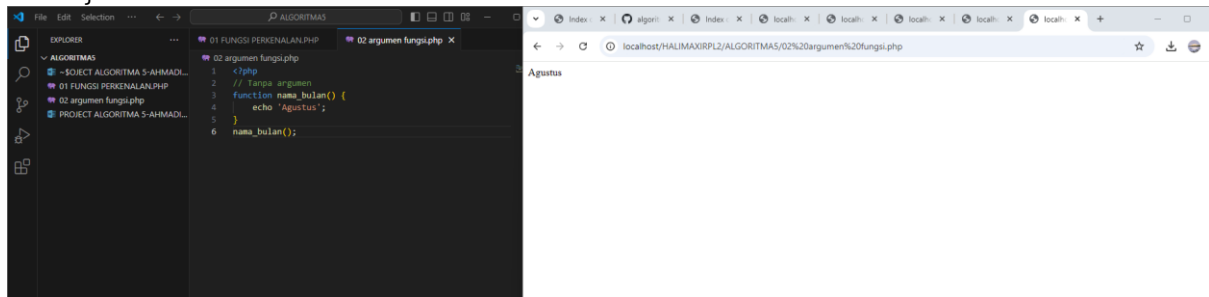 File Edit Selection ··· ← → ALGORITMA5
EXPLORER ···
ALGORITMA5
~$OJECT ALGORITMA 5-AHMADI...
01 FUNGSI PERKENALAN.PHP
02 argumen fungsi.php
PROJECT ALGORITMA 5-AHMADI...
01 FUNGSI PERKENALAN.PHP 02 argumen fungsi.php ×
02 argumen fungsi.php
1 <?php
2 // Tanpa argumen
3 function nama_bulan() {
4 echo 'Agustus';
5 }
6 nama_bulan();
Index × algorit × Index × localh × localh × localh × localh × localh × +
localhost/HALIMAXIRPL2/ALGORITMA5/02%20argumen%20fungsi.php
Agustus